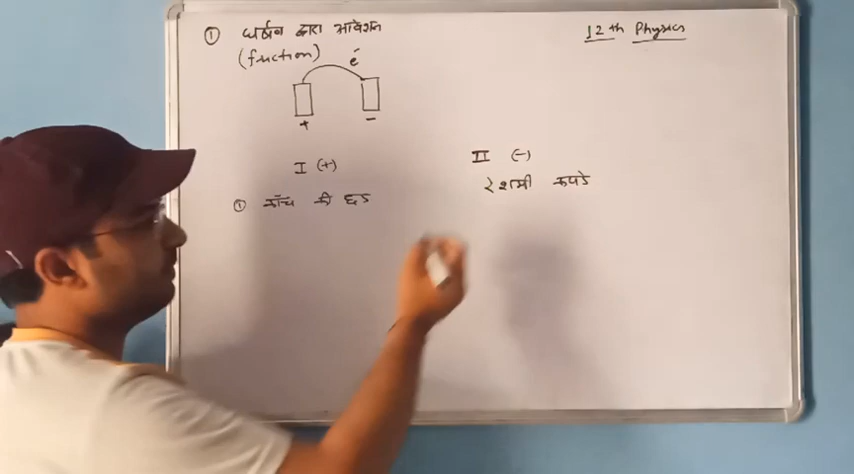 ① घर्षण द्वारा आवेशन
12th Physics
(friction)
e⁻
+ -
I (+)
II (-)
① काँच की छड़
रेशमी कपडे